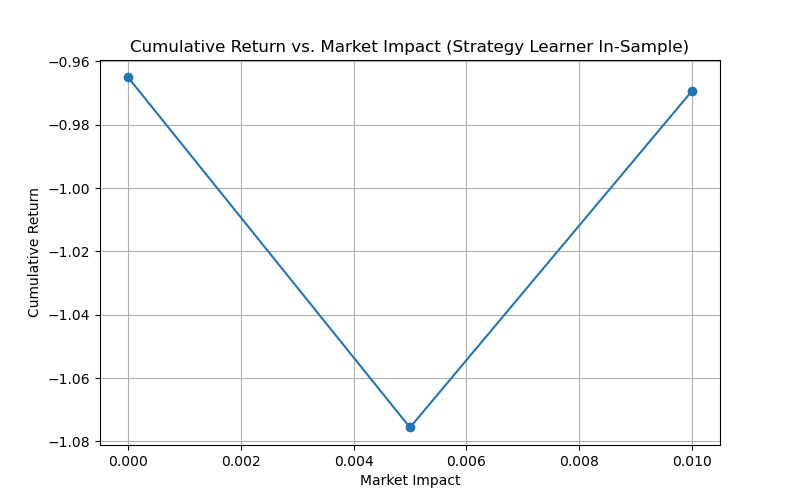 Cumulative Return vs. Market Impact (Strategy Learner In-Sample)
Cumulative Return
−0.96
−0.98
−1.00
−1.02
−1.04
−1.06
−1.08
0.000 0.002 0.004 0.006 0.008 0.010
Market Impact